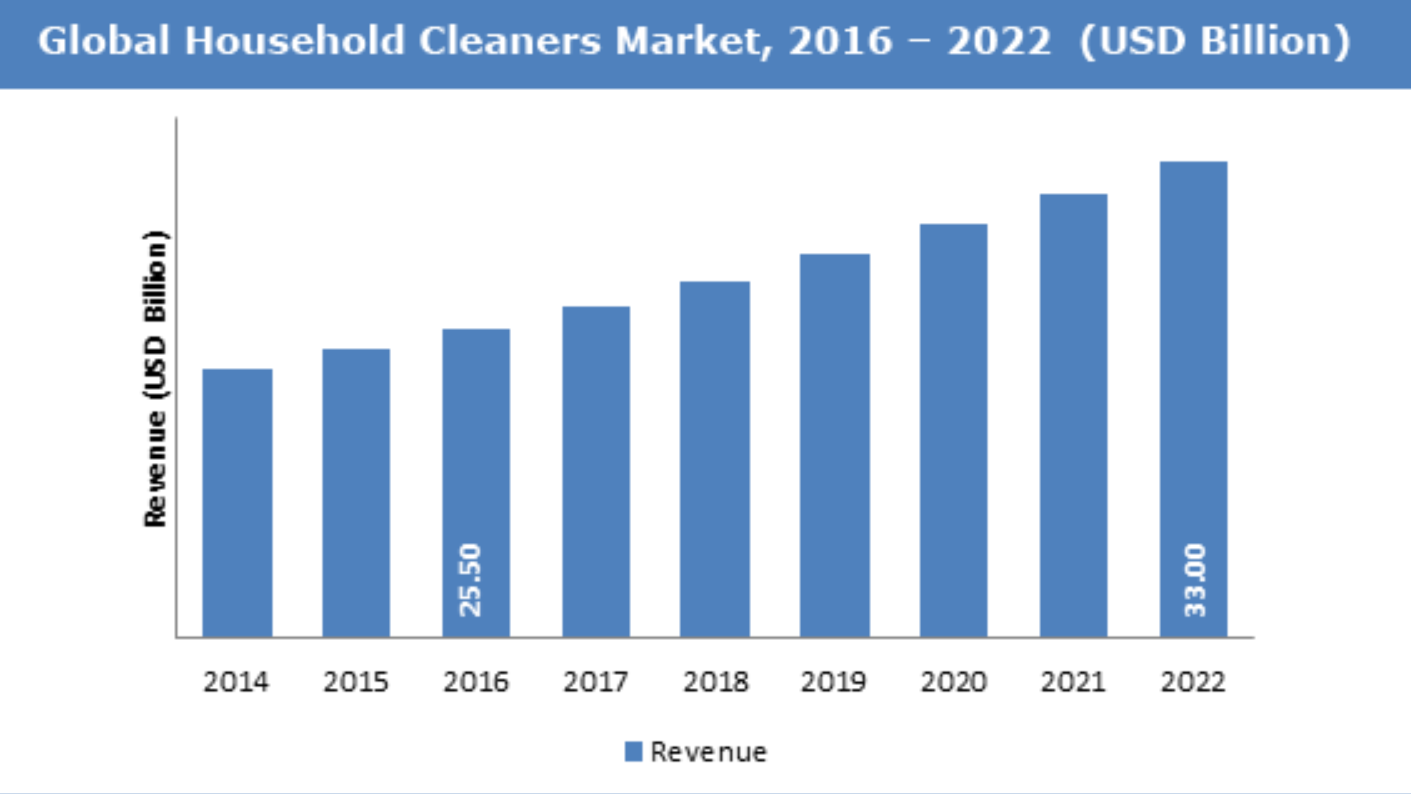 Global Household Cleaners Market, 2016 – 2022 (USD Billion)
Revenue (USD Billion)
25.50
33.00
2014 2015 2016 2017 2018 2019 2020 2021 2022
Revenue